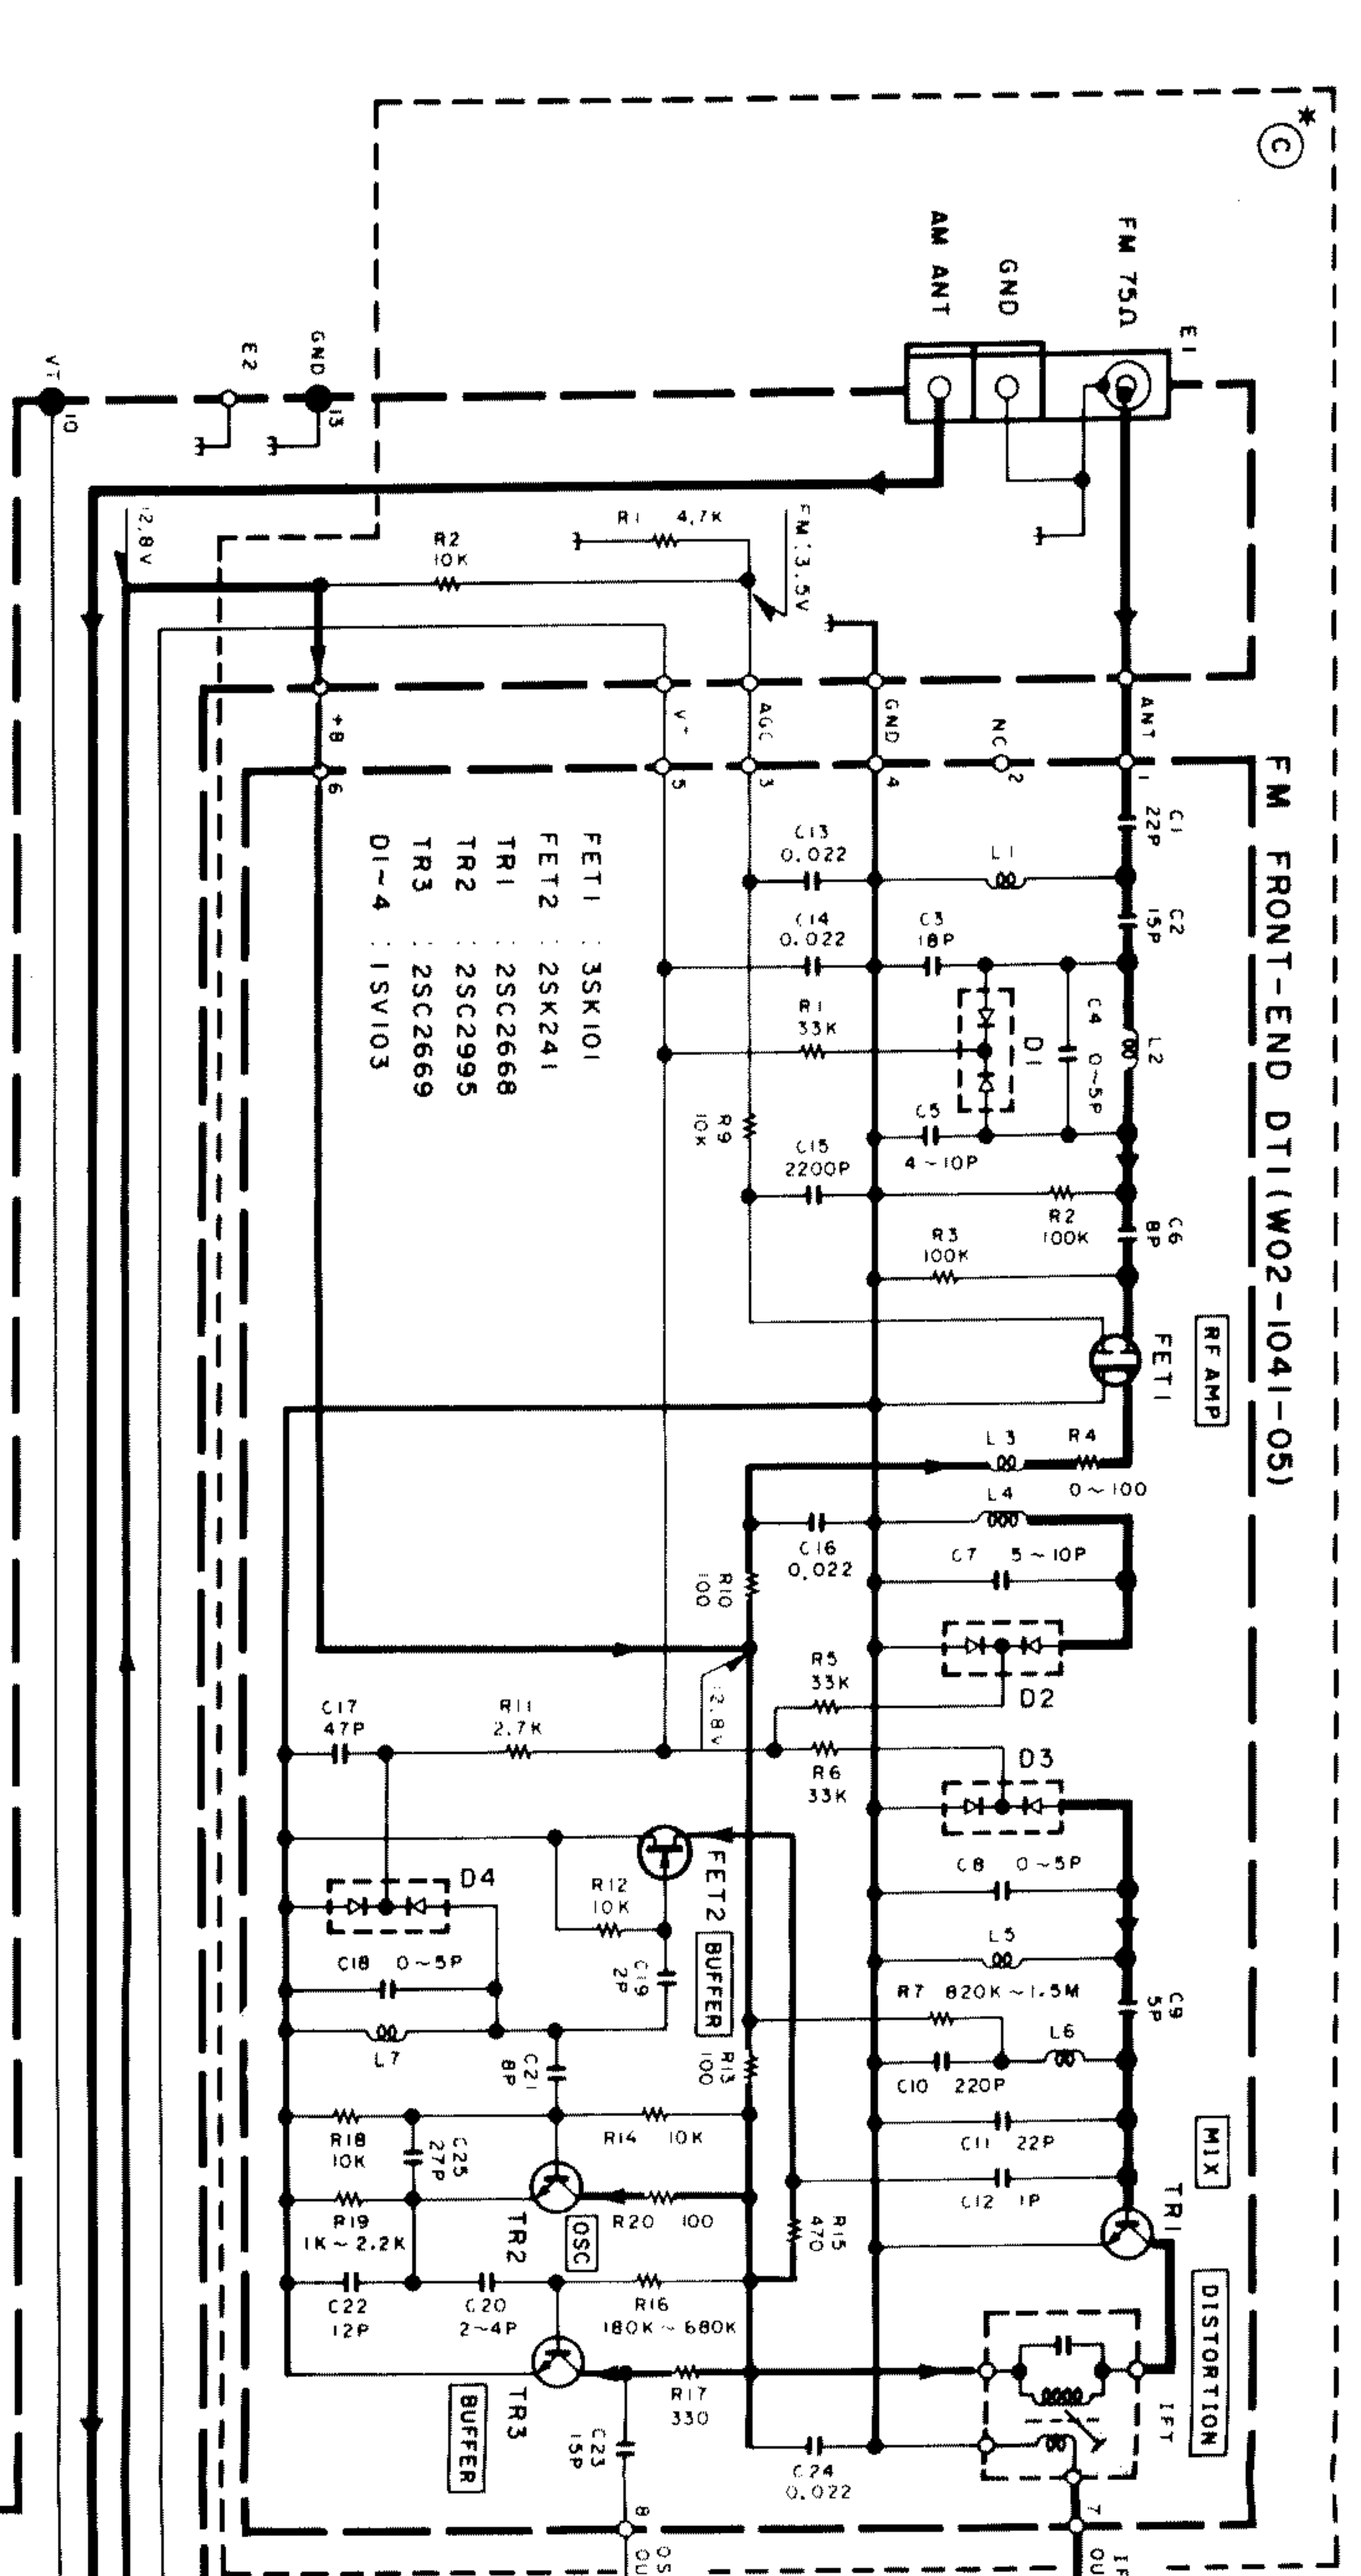 C
*
FM 75Ω
GND
AM ANT
E1
GND
13
E2
VT
10
R1 4.7K
FM:3.5V
R2
10K
ANT
NC
GND
AGC
+B
1
2
4
3
5
6
FM FRONT-END DT1 (W02-1041-05)
C1
22P
C2
15P
L1
C13
0.022
C14
0.022
C3
18P
R1
33K
D1
C4 0~5P
L2
C5
4~10P
R9
10K
C15
2200P
R2
100K
R3
100K
C6
8P
FET1 : 3SK101
FET2 : 2SK241
TR1 : 2SC2668
TR2 : 2SC2995
TR3 : 2SC2669
D1~4 : 1SV103
RF AMP
FET1
L3
R4
0~100
L4
C16
0.022
R10
100
C7 5~10P
D2
R5
33K
R6
33K
D3
C17
47P
R11
2.7K
D4
FET2
BUFFER
R12
10K
C19
2P
C8 0~5P
L5
C18 0~5P
L7
C9
5P
R7 820K~1.5M
L6
C10 220P
C21
8P
R13
100
R14 10K
C11 22P
C12 1P
MIX
TR1
R18
10K
C25
27P
TR2
OSC
R20 100
R15
470
R19
1K~2.2K
C22
12P
C20
2~4P
R16
180K~680K
DISTORTION
IFT
TR3
BUFFER
R17
330
C23
15P
C24
0.022
8
7